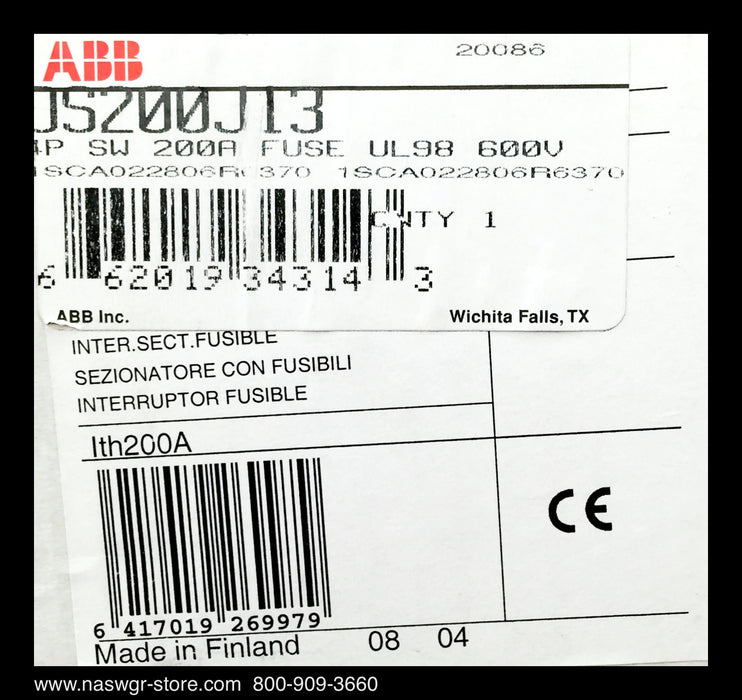 ABB
20086
JS200J13
4P SW 200A FUSE UL98 600V
1SCA022806R6370 1SCA022806R6370
QTY 1
6 62019 34314 3
ABB Inc. Wichita Falls, TX
INTER.SECT.FUSIBLE
SEZIONATORE CON FUSIBILI
INTERRUPTOR FUSIBLE
Ith200A
CE
6 417019 269979
Made in Finland 08 04
www.naswgr-store.com 800-909-3660